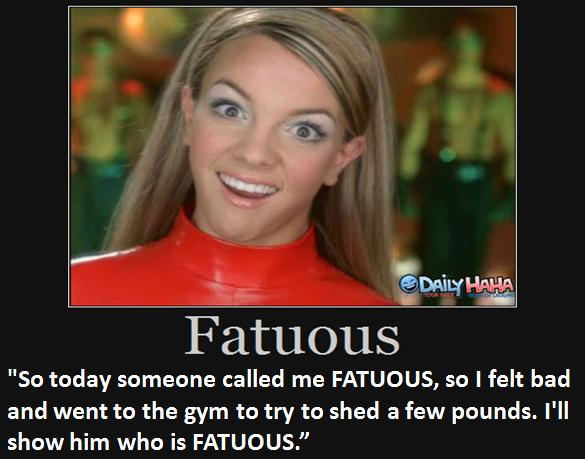 DAILY HAHA
Fatuous
"So today someone called me FATUOUS, so I felt bad
and went to the gym to try to shed a few pounds. I'll
show him who is FATUOUS.”